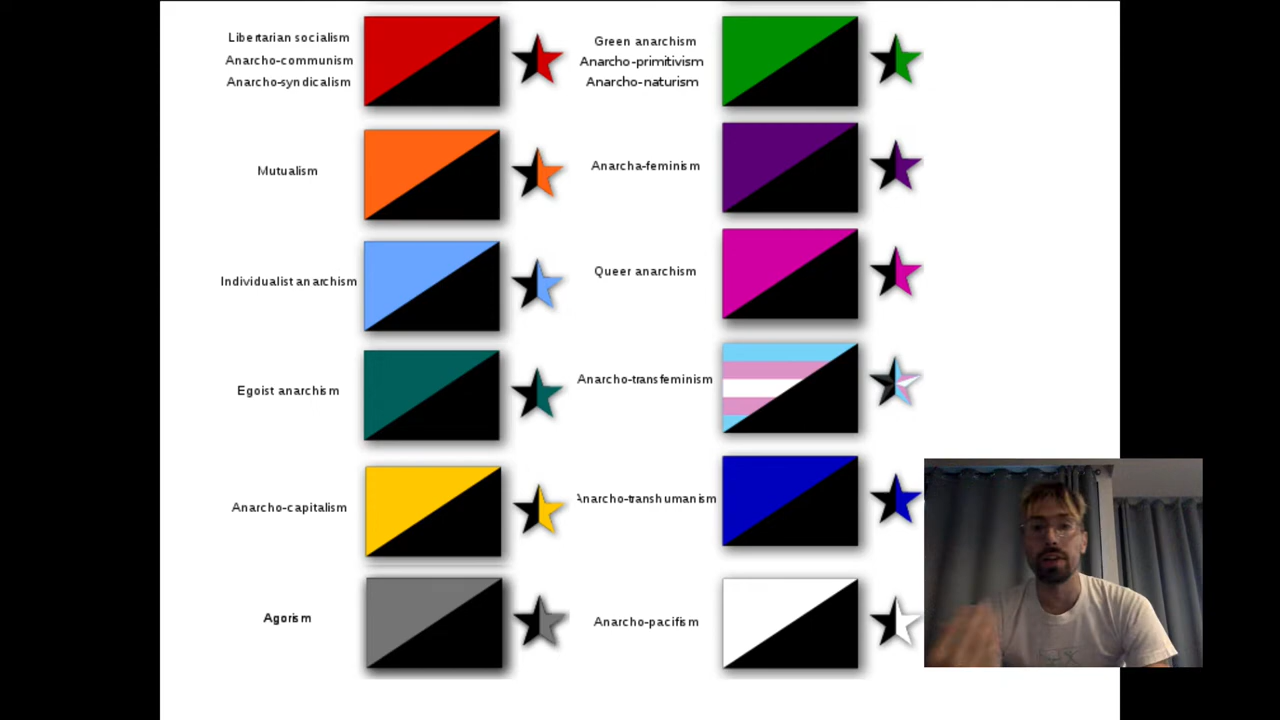 Libertarian socialism
Anarcho-communism
Anarcho-syndicalism
Mutualism
Individualist anarchism
Egoist anarchism
Anarcho-capitalism
Agorism
Green anarchism
Anarcho-primitivism
Anarcho-naturism
Anarcha-feminism
Queer anarchism
Anarcho-transfeminism
Anarcho-transhumanism
Anarcho-pacifism